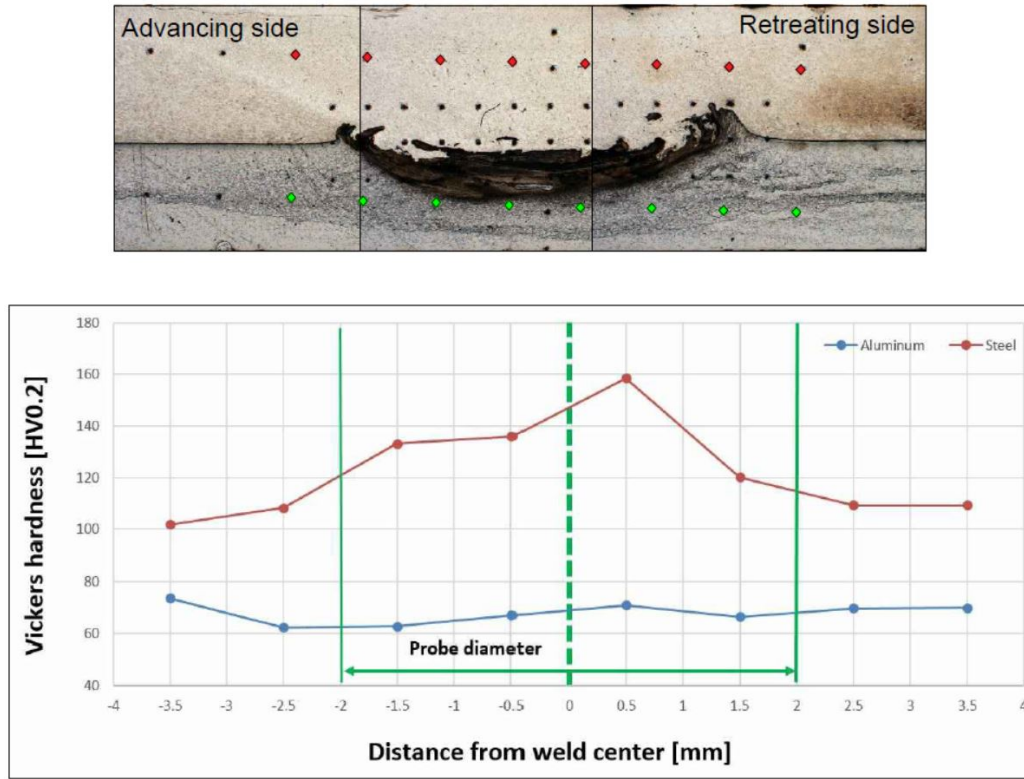 Advancing side
Retreating side
180
160
140
120
100
80
60
40
Vickers hardness [HV0.2]
Aluminum
Steel
Probe diameter
-4 -3.5 -2.5 -2 -1.5 -1 -0.5 0 0.5 1 1.5 2 2.5 3 3.5 4
Distance from weld center [mm]